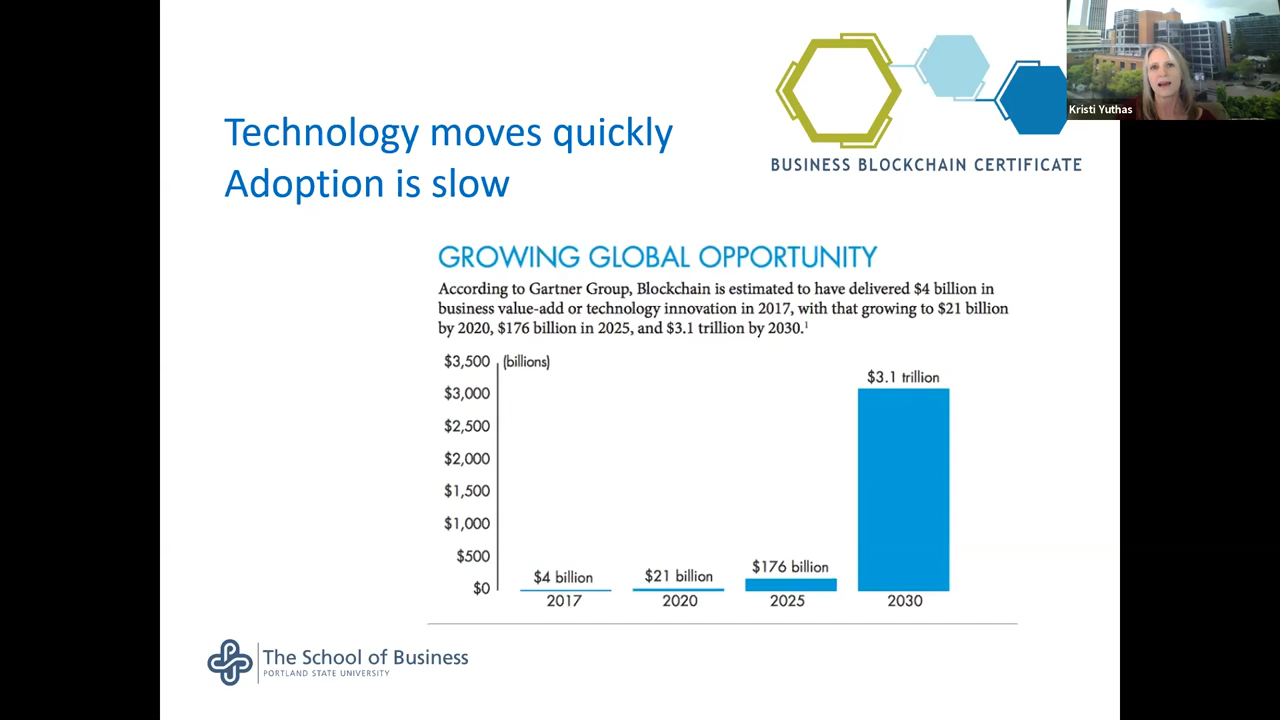 Kristi Yuthas
BUSINESS BLOCKCHAIN CERTIFICATE
Technology moves quickly
Adoption is slow
GROWING GLOBAL OPPORTUNITY
According to Gartner Group, Blockchain is estimated to have delivered $4 billion in
business value-add or technology innovation in 2017, with that growing to $21 billion
by 2020, $176 billion in 2025, and $3.1 trillion by 2030.¹
$3,500 (billions)
$3,000
$2,500
$2,000
$1,500
$1,000
$500
$0
$4 billion
$21 billion
$176 billion
$3.1 trillion
2017 2020 2025 2030
The School of Business
PORTLAND STATE UNIVERSITY